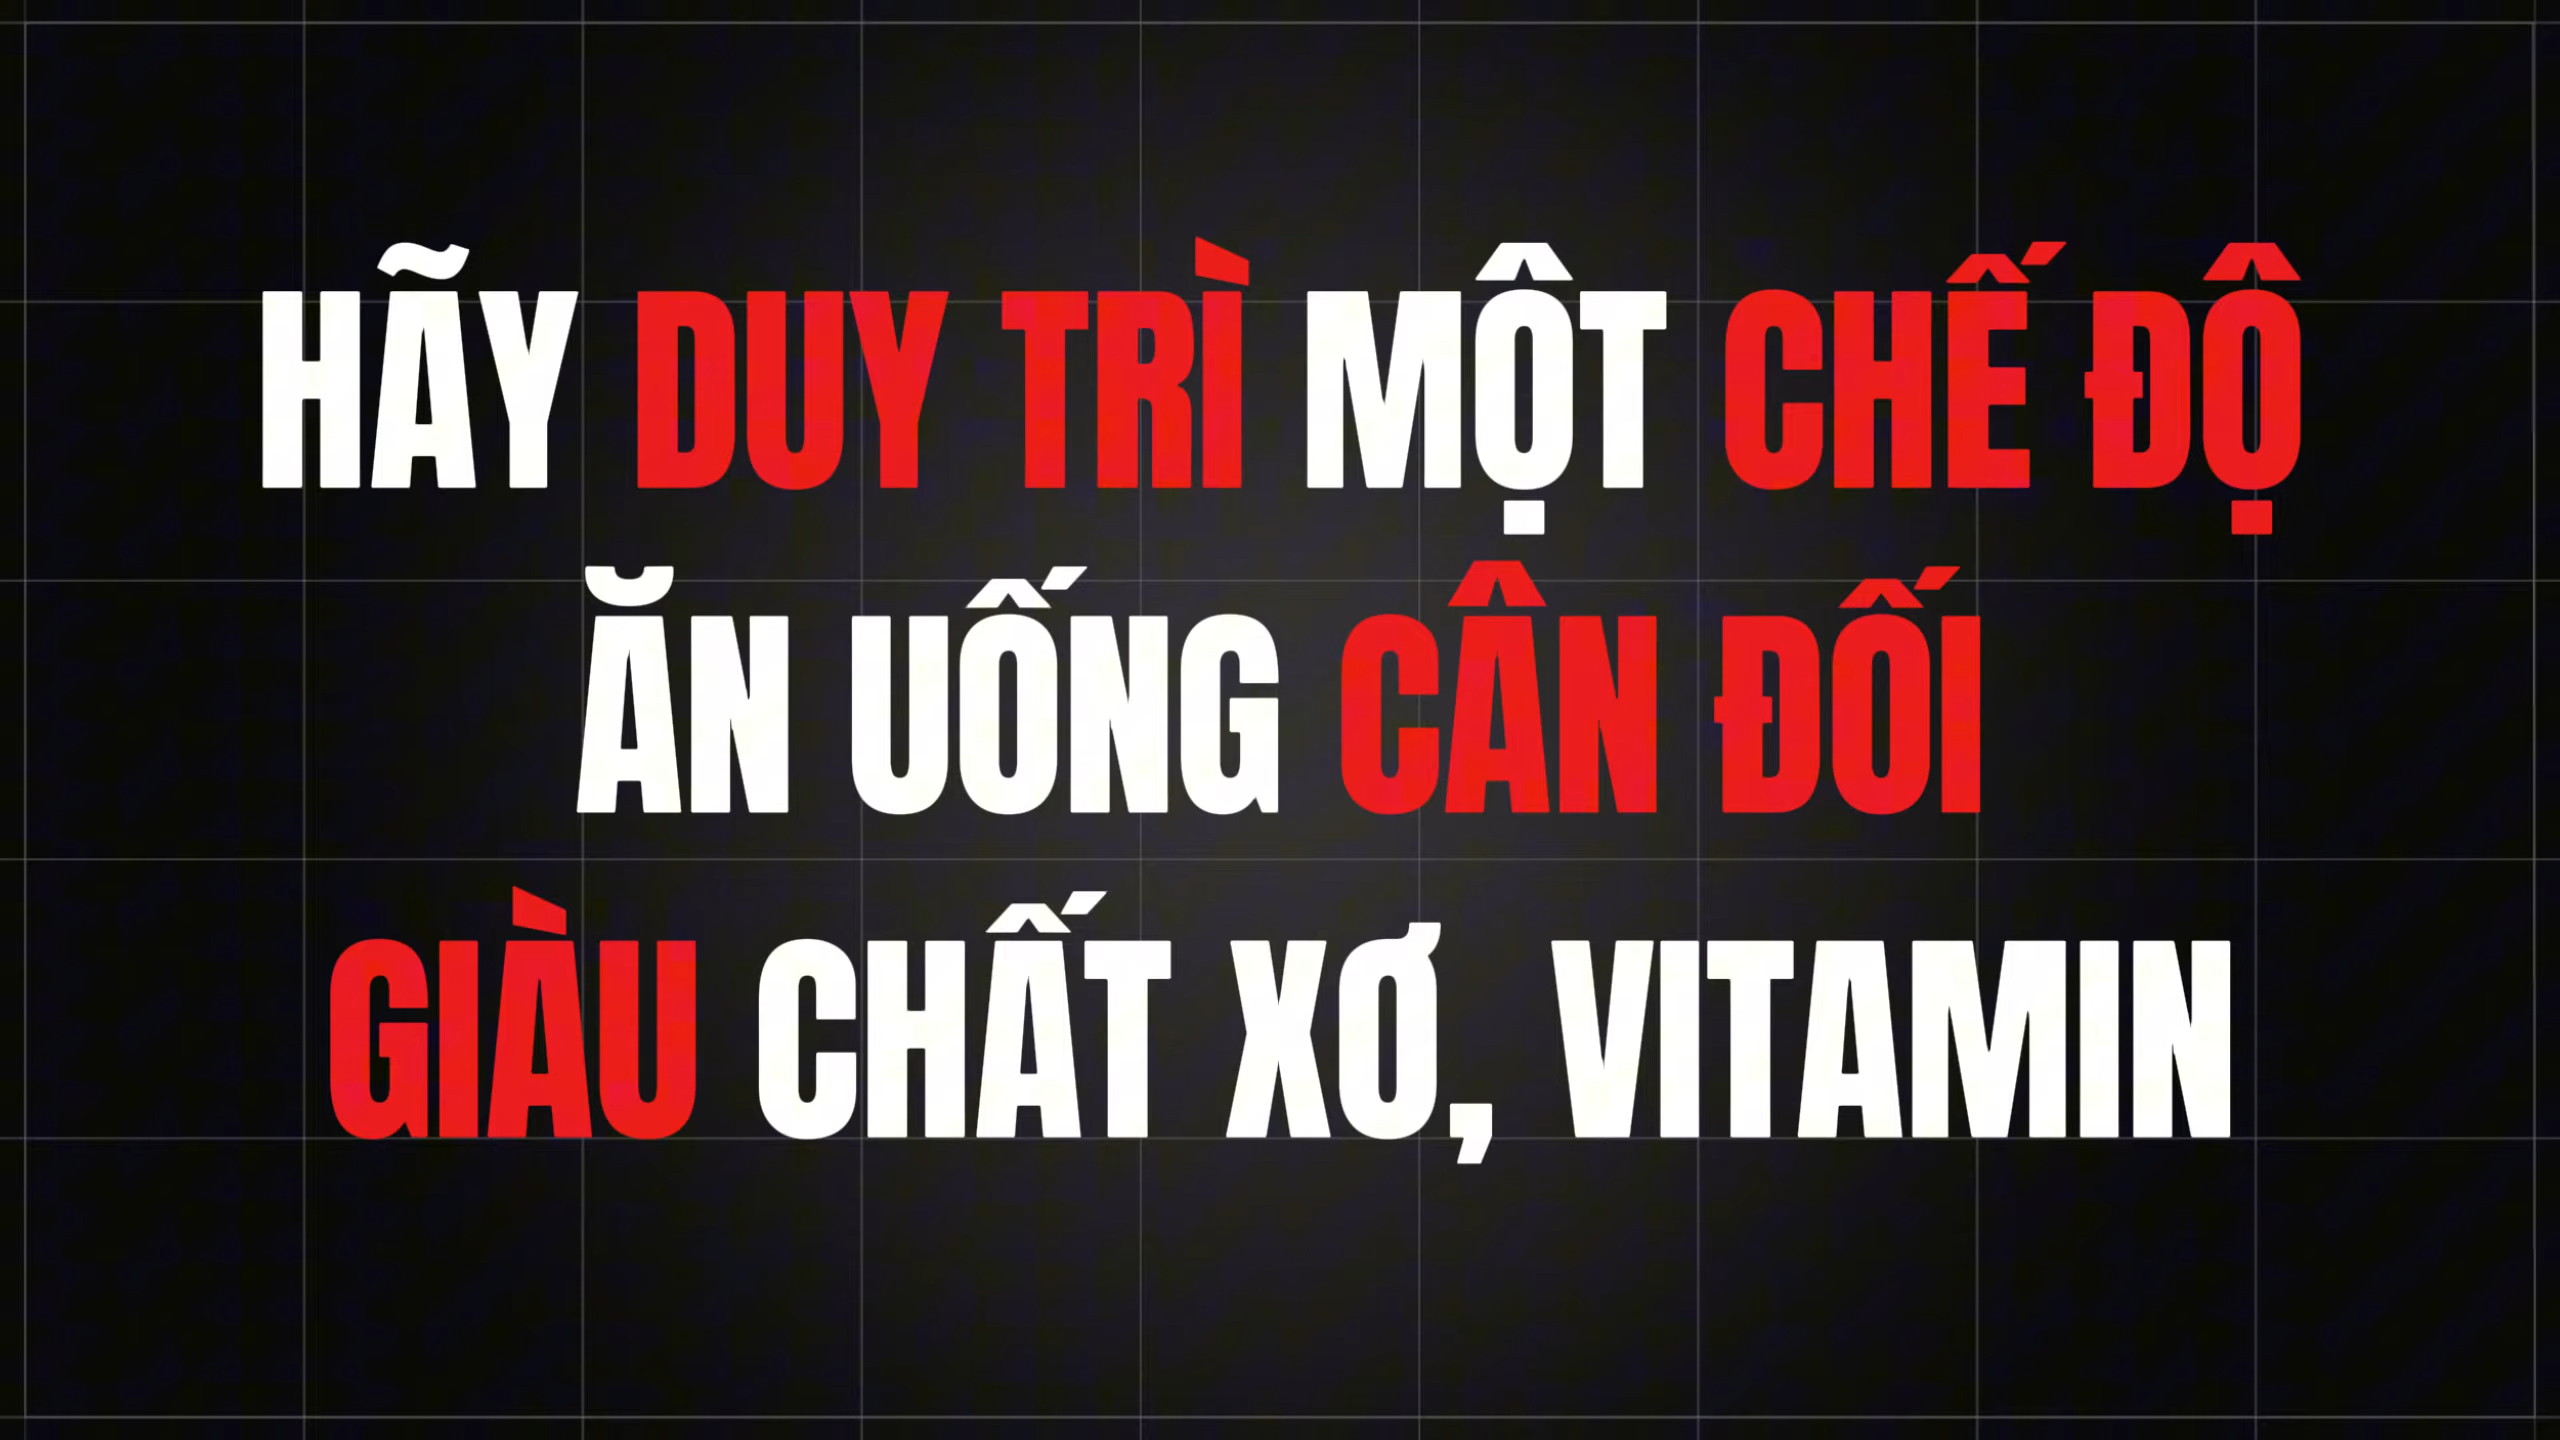 HÃY DUY TRÌ MỘT CHẾ ĐỘ
ĂN UỐNG CÂN ĐỐI
GIÀU CHẤT XƠ, VITAMIN